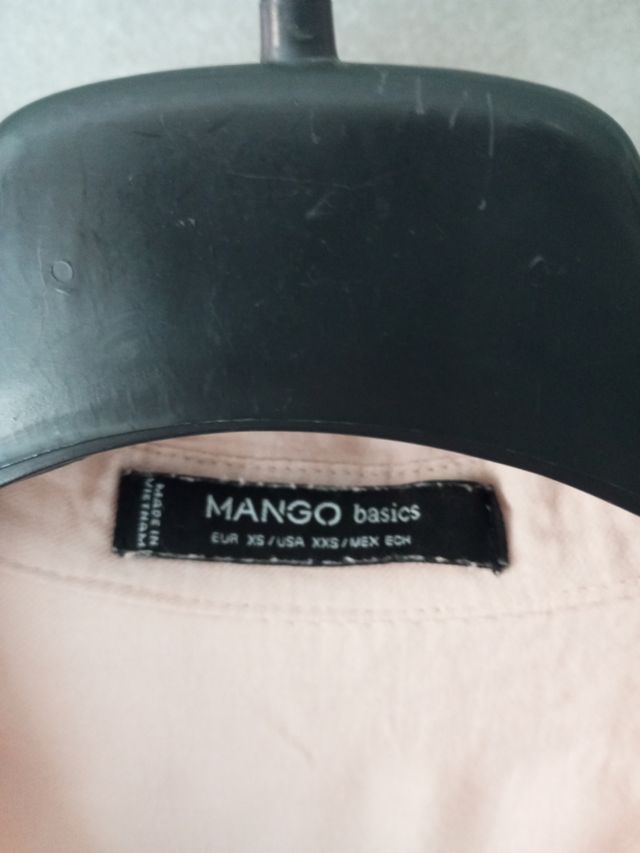 MANGO basics
EUR XS / USA XXS / MEX ECH
MADE IN
VIETNAM